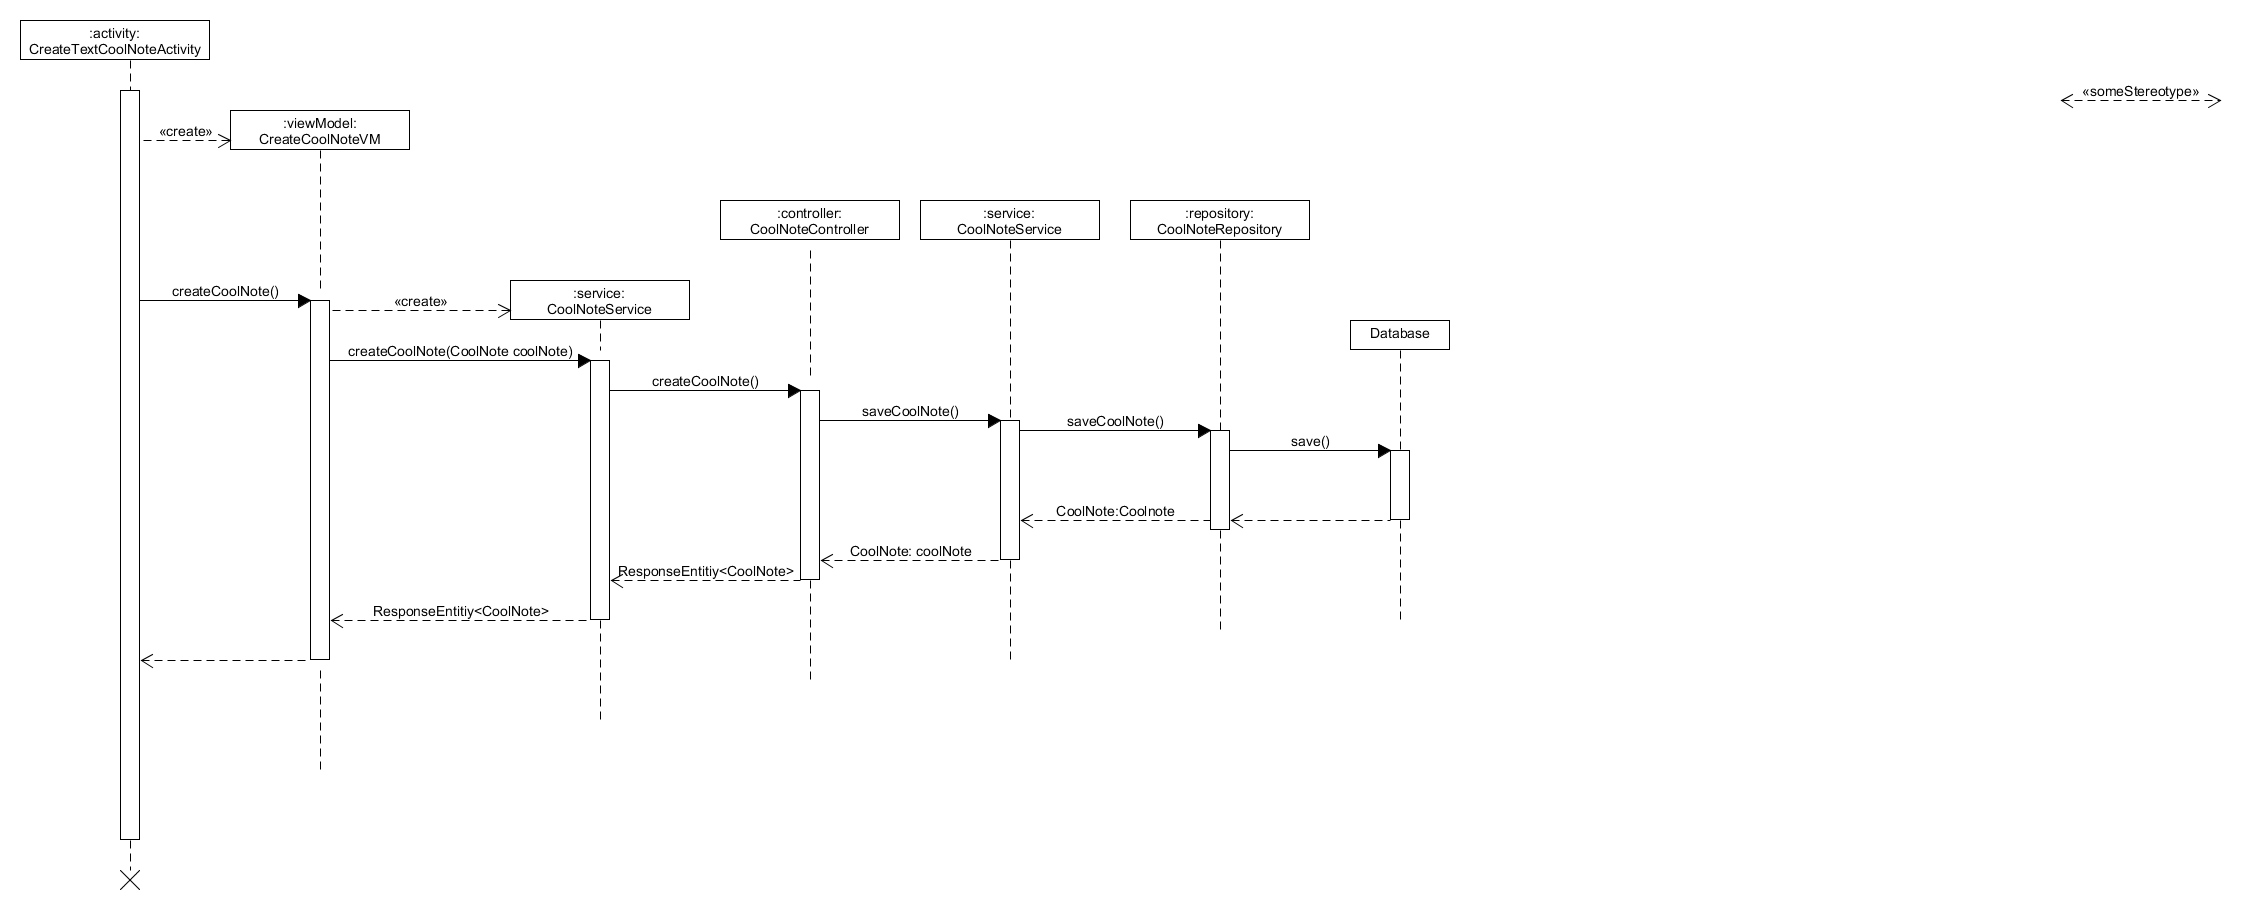 :activity:
CreateTextCoolNoteActivity
«someStereotype»
«create»
:viewModel:
CreateCoolNoteVM
:controller:
CoolNoteController
:service:
CoolNoteService
:repository:
CoolNoteRepository
createCoolNote()
«create»
:service:
CoolNoteService
Database
createCoolNote(CoolNote coolNote)
createCoolNote()
saveCoolNote()
saveCoolNote()
save()
CoolNote:Coolnote
CoolNote: coolNote
ResponseEntitiy<CoolNote>
ResponseEntitiy<CoolNote>